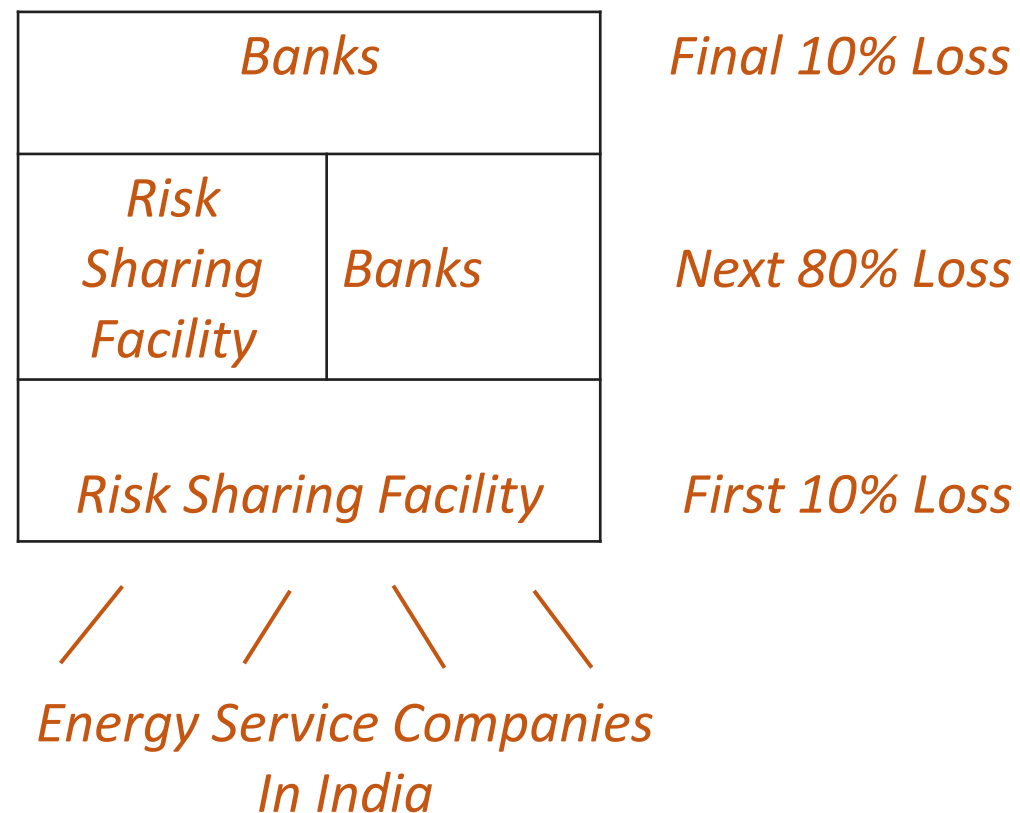 Banks
Final 10% Loss
Risk
Sharing
Facility
Banks
Next 80% Loss
Risk Sharing Facility
First 10% Loss
Energy Service Companies
In India